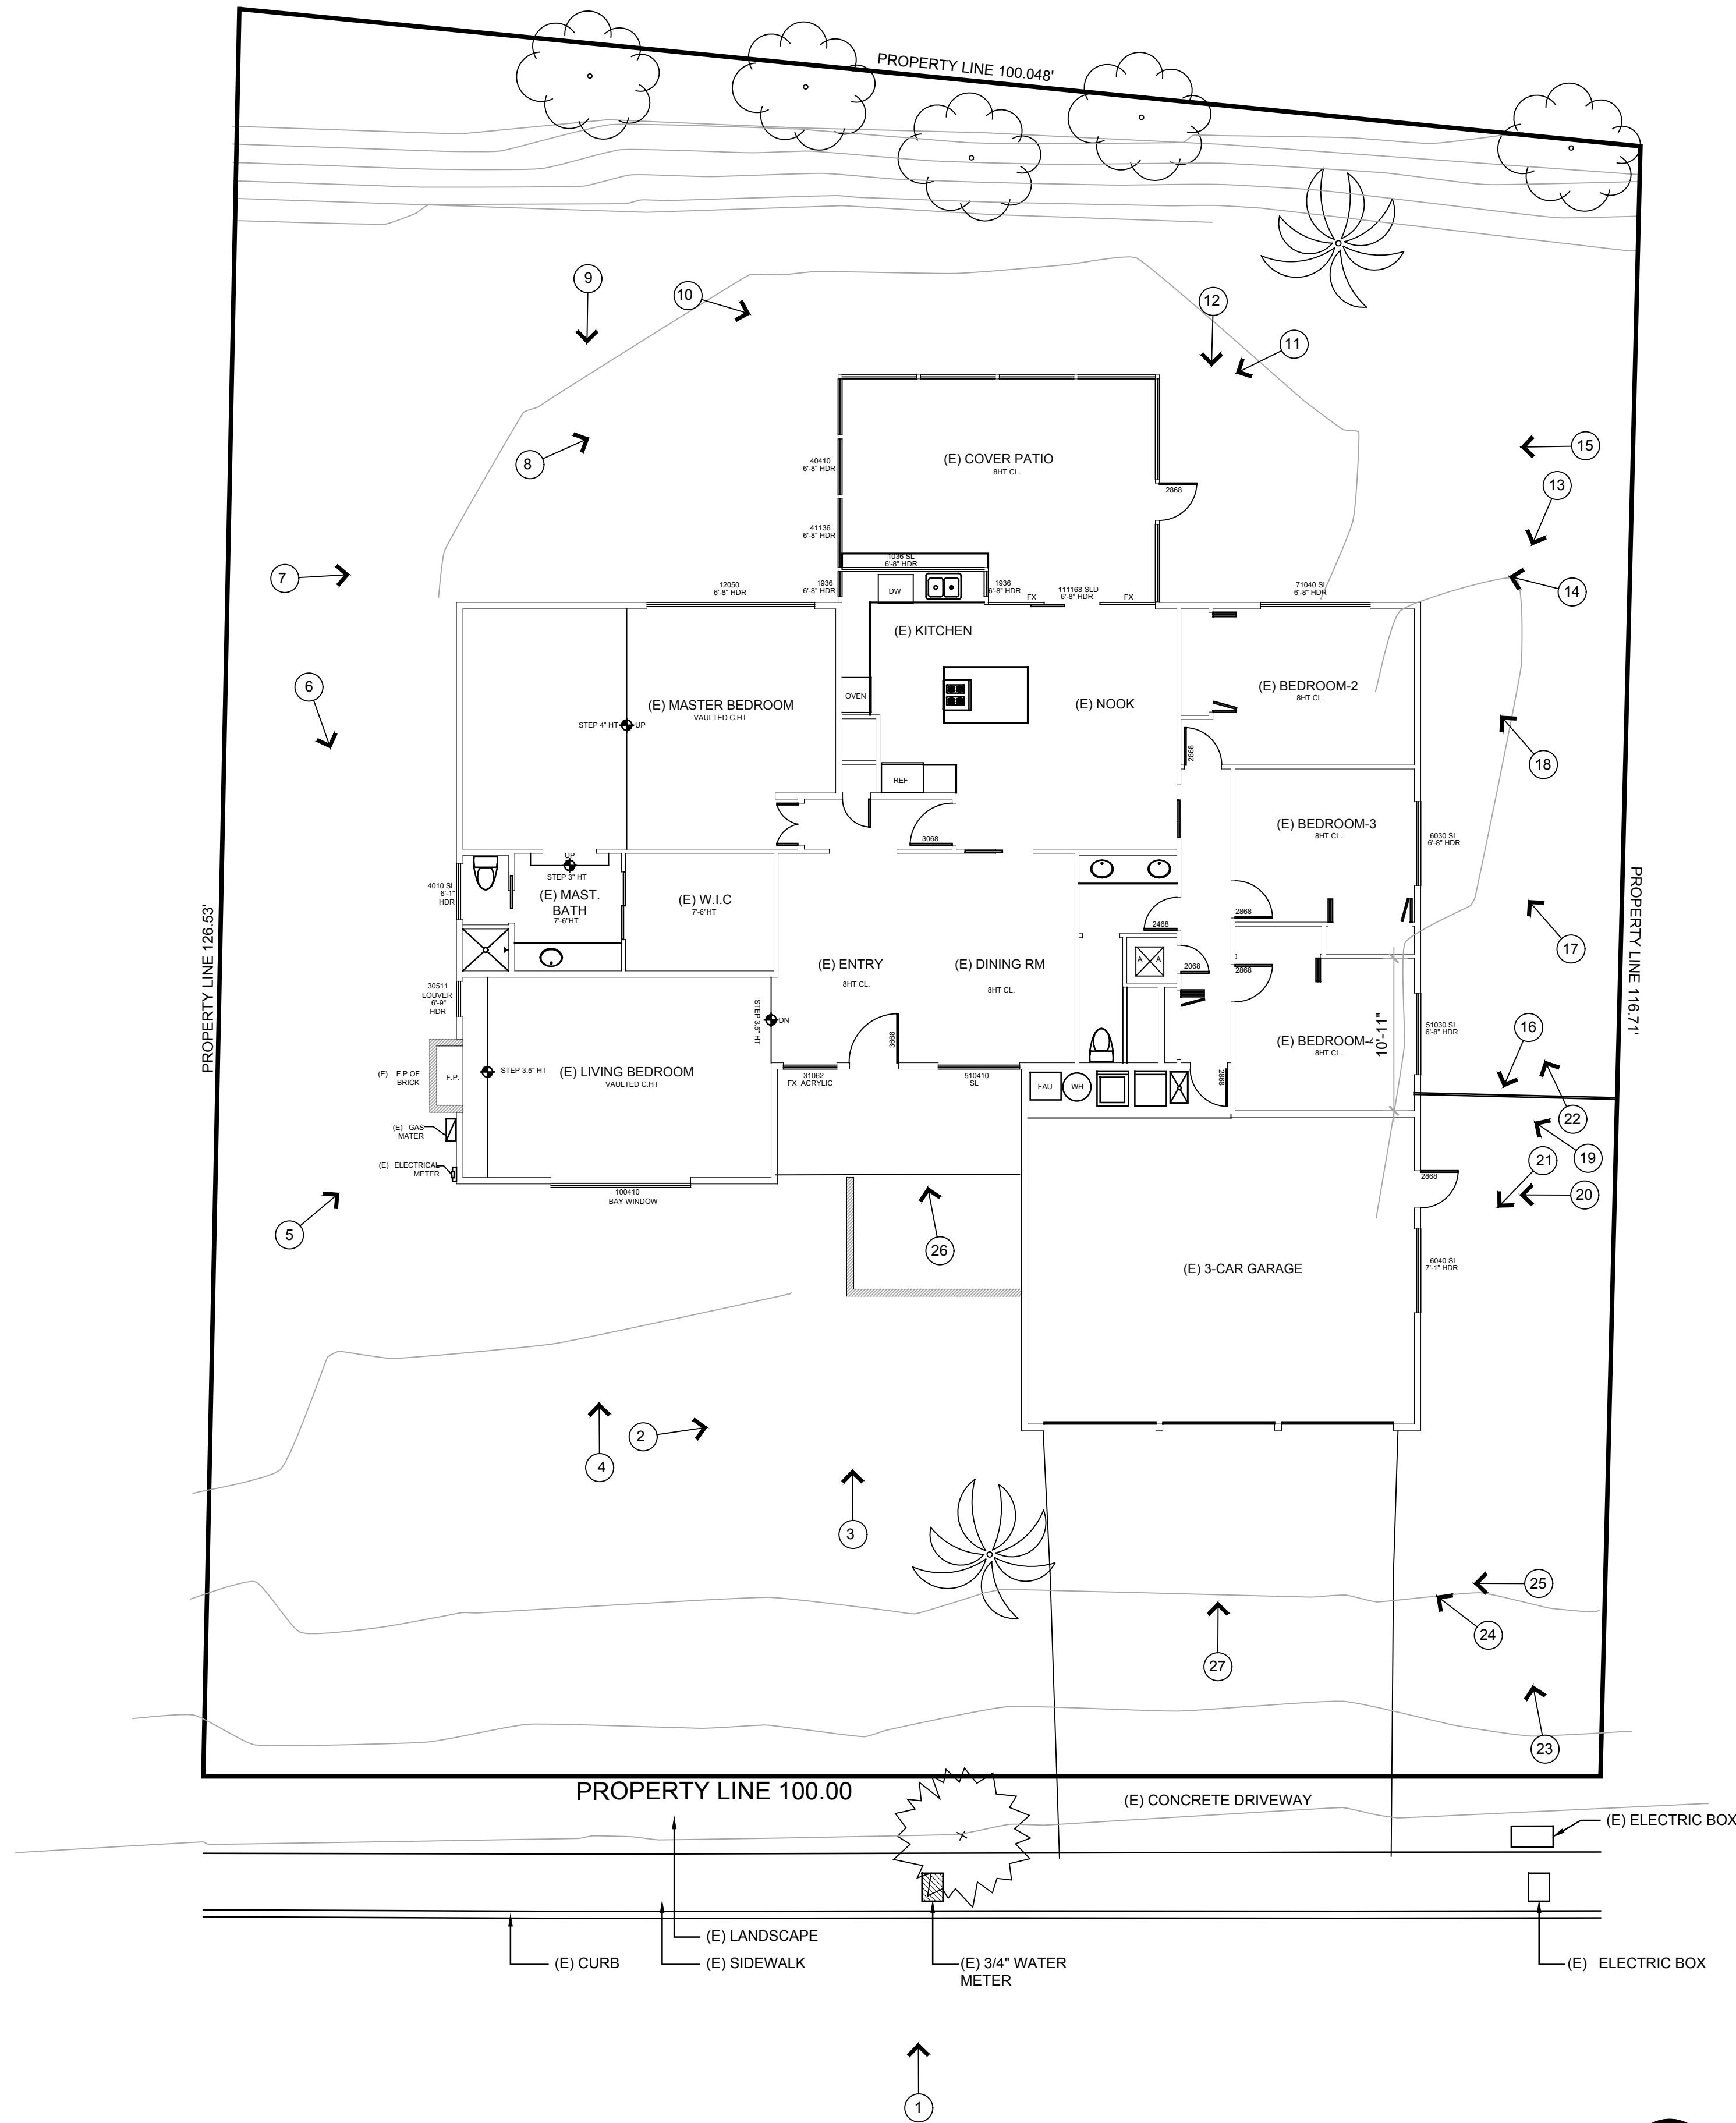 PROPERTY LINE 100.048'
9
10
12
11
8
15
13
7
14
(E) COVER PATIO
8HT CL.
40410
6'-8" HDR
41136
6'-8" HDR
2868
1036 SL
6'-8" HDR
12050
6'-8" HDR
1936
6'-8" HDR
DW
1936
6'-8" HDR
FX
111168 SLD
6'-8" HDR
FX
71040 SL
6'-8" HDR
(E) KITCHEN
6
(E) MASTER BEDROOM
VAULTED C.HT
OVEN
(E) NOOK
(E) BEDROOM-2
8HT CL.
STEP 4" HT
UP
2868
18
REF
(E) BEDROOM-3
8HT CL.
6030 SL
6'-8" HDR
3068
UP
STEP 3" HT
4010 SL
6'-1"
HDR
(E) MAST.
BATH
7'-6"HT
(E) W.I.C
7'-6"HT
2468
2868
17
PROPERTY LINE 126.53'
PROPERTY LINE 116.71'
(E) ENTRY
8HT CL.
(E) DINING RM
8HT CL.
A
A
2068
2868
30511
LOUVER
6'-9"
HDR
STEP 3.5" HT
DN
3668
51030 SL
6'-8" HDR
16
(E) BEDROOM-4
8HT CL.
10'-11"
(E) F.P OF
BRICK
F.P.
STEP 3.5" HT
(E) LIVING BEDROOM
VAULTED C.HT
31062
FX ACRYLIC
510410
SL
FAU
WH
2868
22
(E) GAS
MATER
19
21
(E) ELECTRICAL
METER
2868
20
100410
BAY WINDOW
5
26
(E) 3-CAR GARAGE
6040 SL
7'-1" HDR
2
4
3
25
24
27
23
PROPERTY LINE 100.00
(E) CONCRETE DRIVEWAY
(E) ELECTRIC BOX
(E) LANDSCAPE
(E) CURB
(E) SIDEWALK
(E) 3/4" WATER
METER
(E) ELECTRIC BOX
1